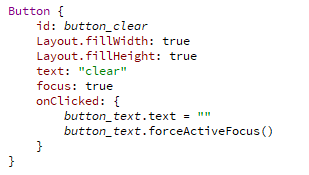 Button {
    id: button_clear
    Layout.fillWidth: true
    Layout.fillHeight: true
    text: "clear"
    focus: true
    onClicked: {
        button_text.text = ""
        button_text.forceActiveFocus()
    }
}